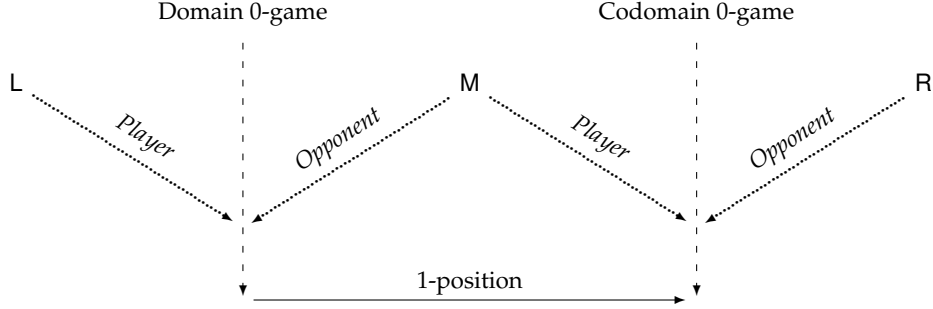 Domain 0-game
Codomain 0-game
L
M
R
Player
Opponent
Player
Opponent
1-position